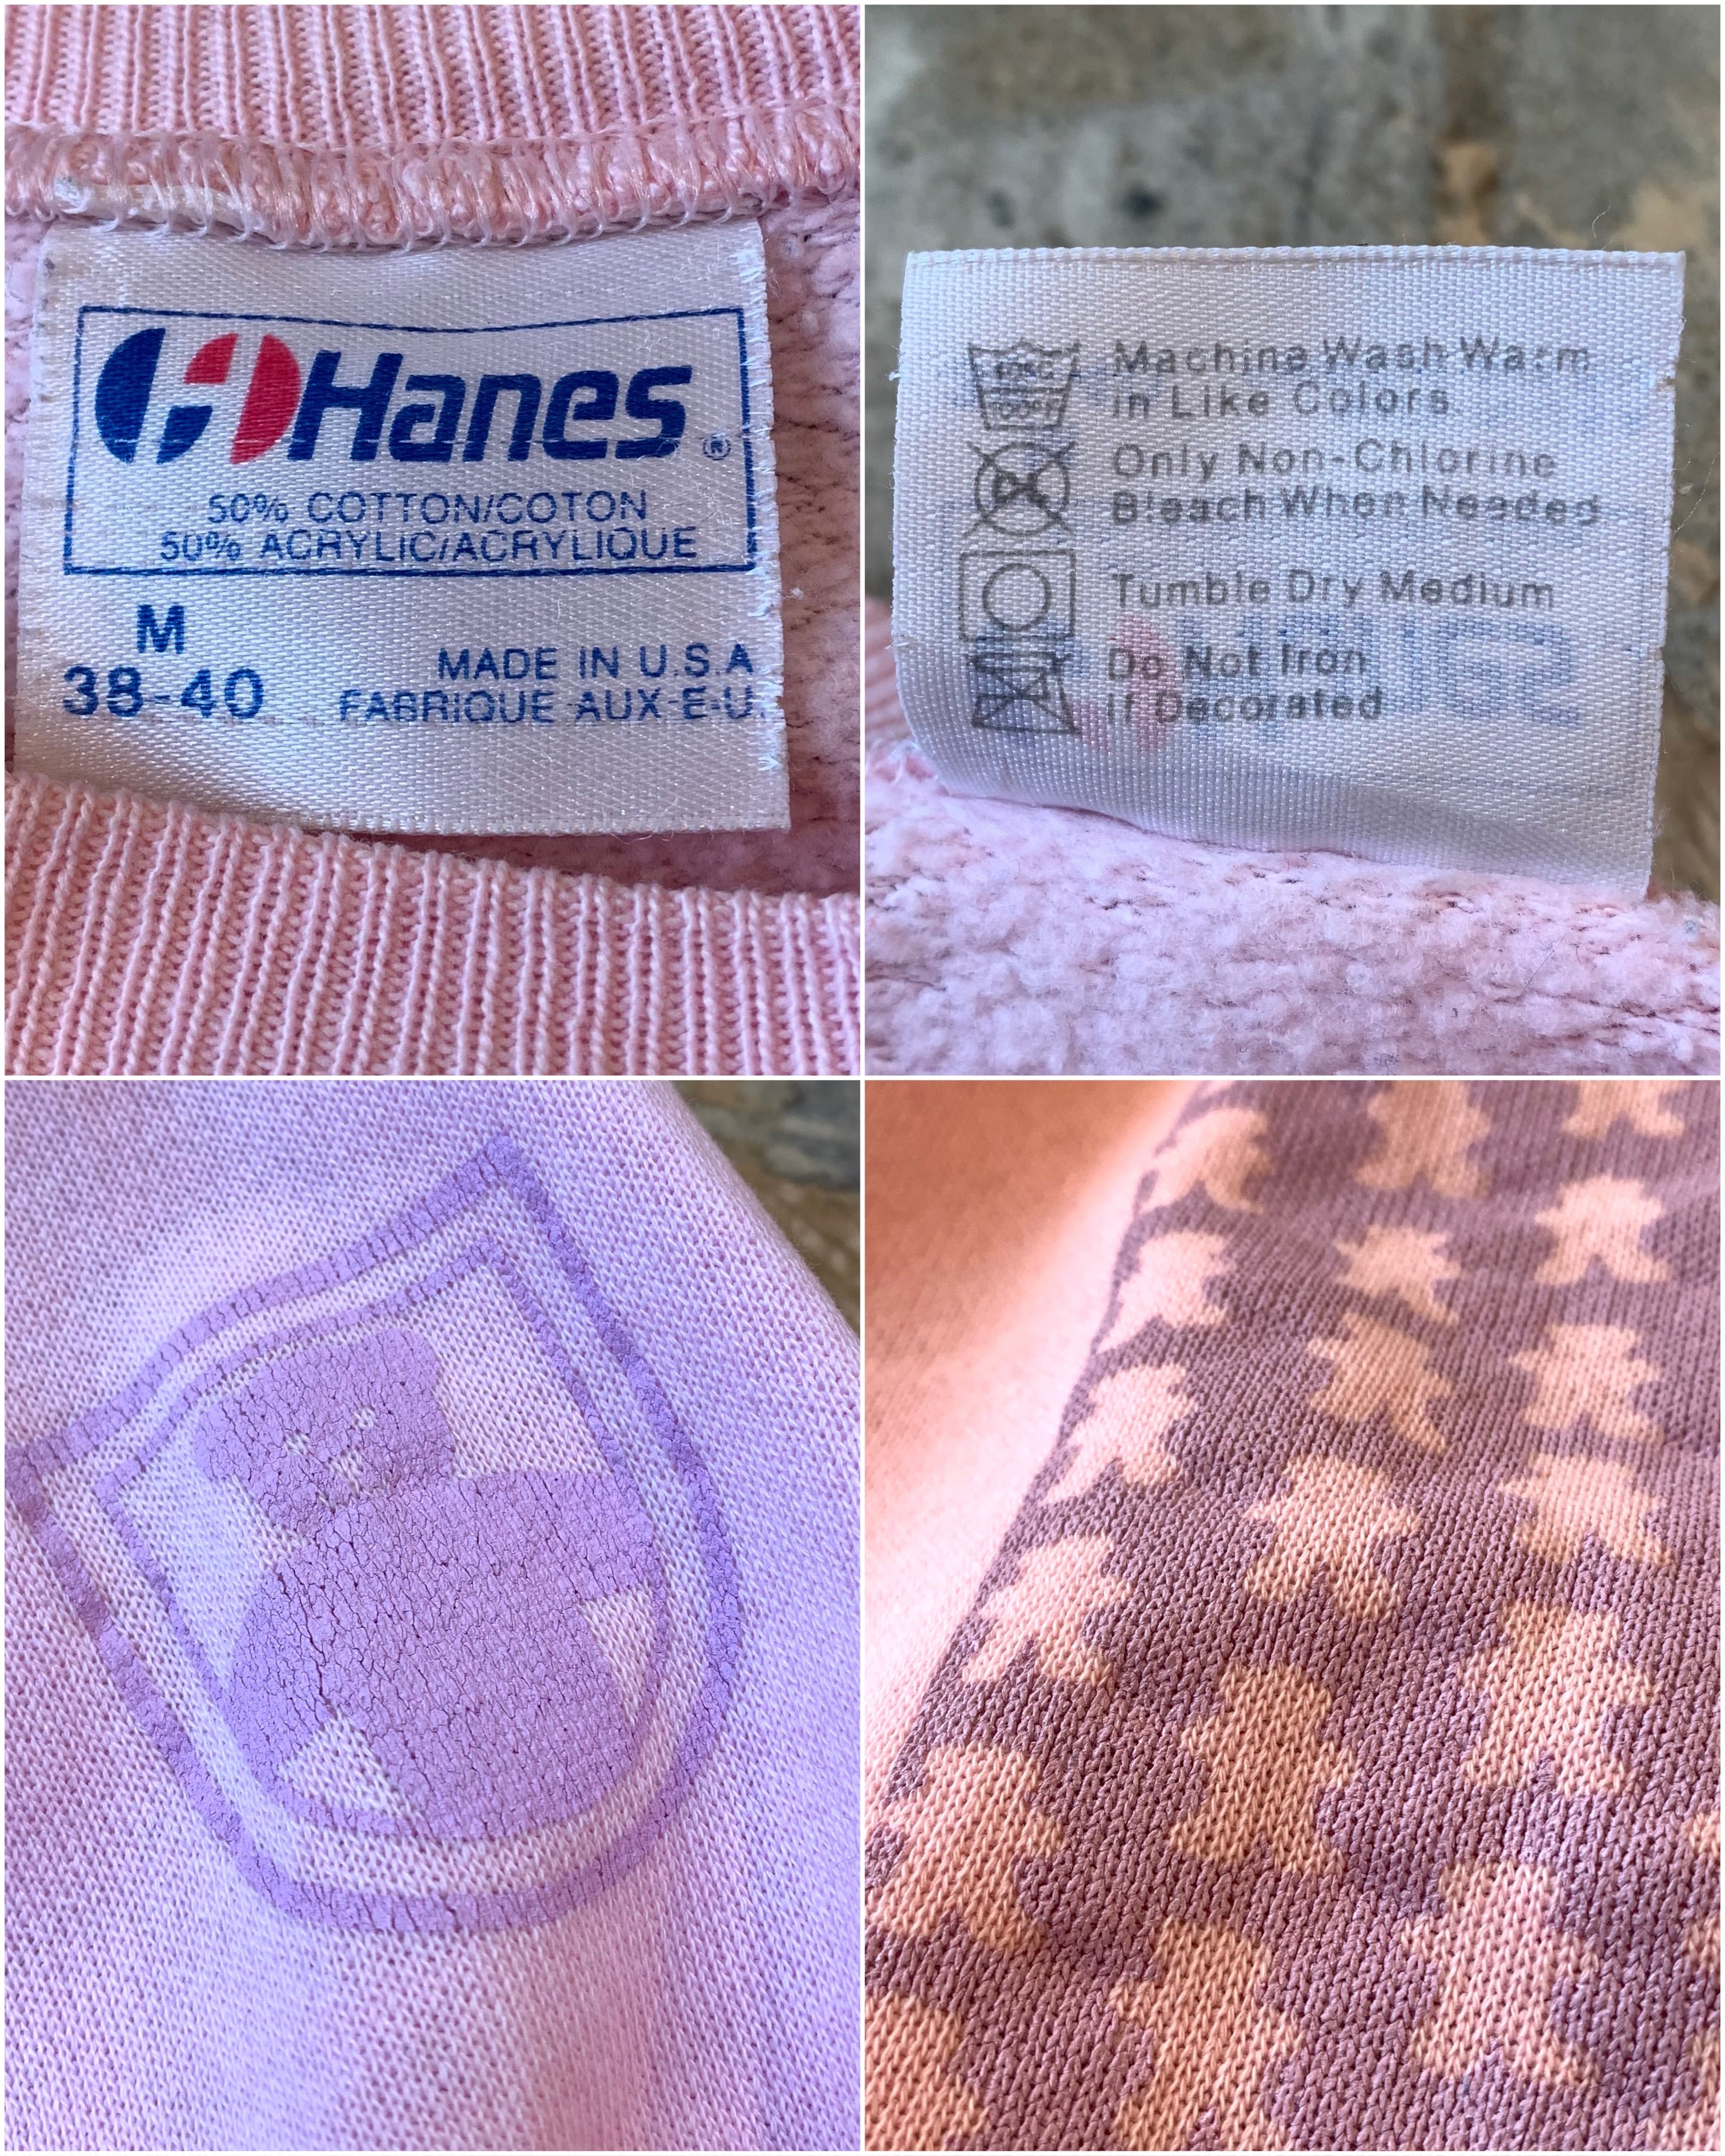 Hanes®
50% COTTON/COTON
50% ACRYLIC/ACRYLIQUE
M
38-40
MADE IN U.S.A
FABRIQUE AUX-E-U.
Machine Wash Warm
in Like Colors.
Only Non-Chlorine
Bleach When Needed
Tumble Dry Medium
Do Not Iron
if Decorated